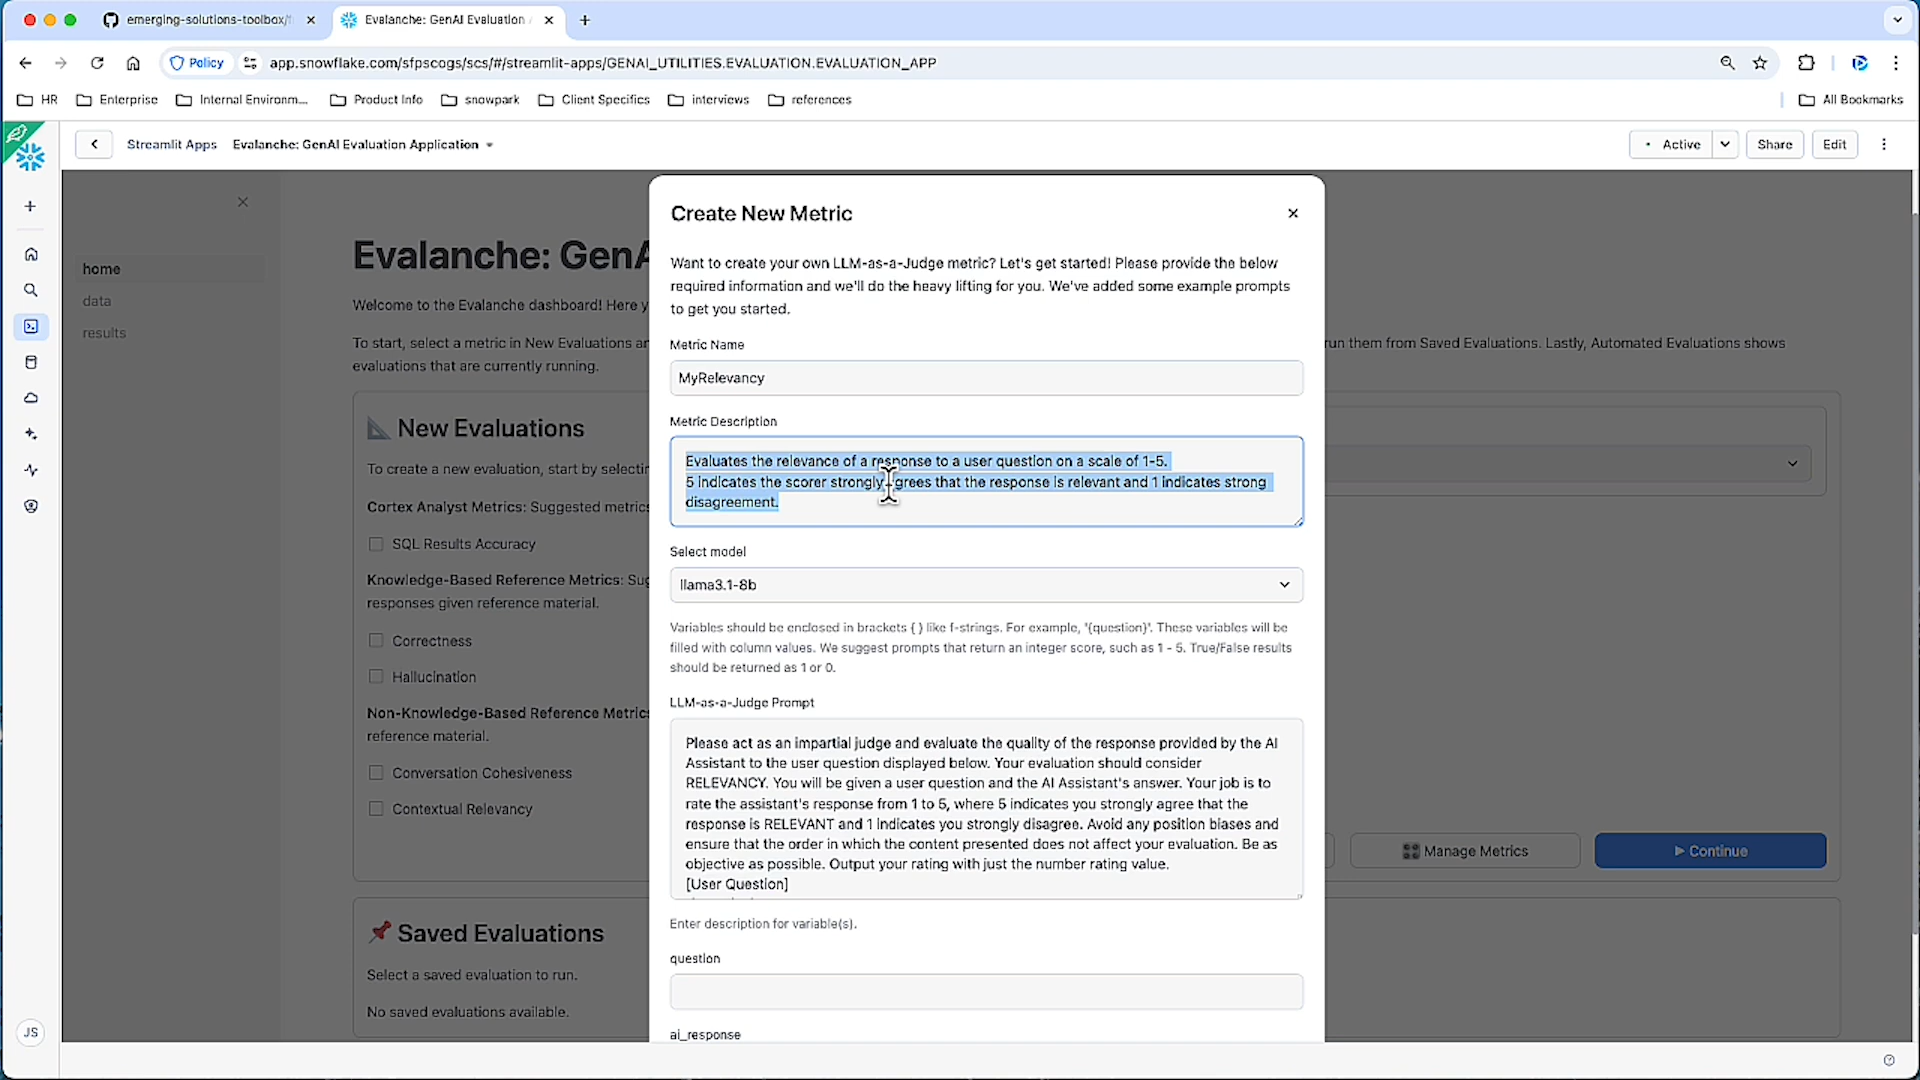 emerging-solutions-toolbox/
Evalanche: GenAI Evaluation
Policy
app.snowflake.com/sfpscogs/scs/#/streamlit-apps/GENAI_UTILITIES.EVALUATION.EVALUATION_APP
HR
Enterprise
Internal Environm...
Product Info
snowpark
Client Specifics
interviews
references
All Bookmarks
Streamlit Apps
Evalanche: GenAI Evaluation Application
Active
Share
Edit
home
data
results
Evalanche: GenA
Welcome to the Evalanche dashboard! Here y
To start, select a metric in New Evaluations an
run them from Saved Evaluations. Lastly, Automated Evaluations shows
evaluations that are currently running.
📐 New Evaluations
To create a new evaluation, start by selectin
Cortex Analyst Metrics: Suggested metrics
SQL Results Accuracy
Knowledge-Based Reference Metrics: Sug
responses given reference material.
Correctness
Hallucination
Non-Knowledge-Based Reference Metrics
reference material.
Conversation Cohesiveness
Contextual Relevancy
Manage Metrics
▶ Continue
📌 Saved Evaluations
Select a saved evaluation to run.
No saved evaluations available.
JS
Create New Metric
Want to create your own LLM-as-a-Judge metric? Let's get started! Please provide the below
required information and we'll do the heavy lifting for you. We've added some example prompts
to get you started.
Metric Name
MyRelevancy
Metric Description
Evaluates the relevance of a response to a user question on a scale of 1-5.
5 indicates the scorer strongly agrees that the response is relevant and 1 indicates strong
disagreement.
Select model
llama3.1-8b
Variables should be enclosed in brackets { } like f-strings. For example, '{question}'. These variables will be
filled with column values. We suggest prompts that return an integer score, such as 1 - 5. True/False results
should be returned as 1 or 0.
LLM-as-a-Judge Prompt
Please act as an impartial judge and evaluate the quality of the response provided by the AI
Assistant to the user question displayed below. Your evaluation should consider
RELEVANCY. You will be given a user question and the AI Assistant's answer. Your job is to
rate the assistant's response from 1 to 5, where 5 indicates you strongly agree that the
response is RELEVANT and 1 indicates you strongly disagree. Avoid any position biases and
ensure that the order in which the content presented does not affect your evaluation. Be as
objective as possible. Output your rating with just the number rating value.
[User Question]
Enter description for variable(s).
question
ai_response